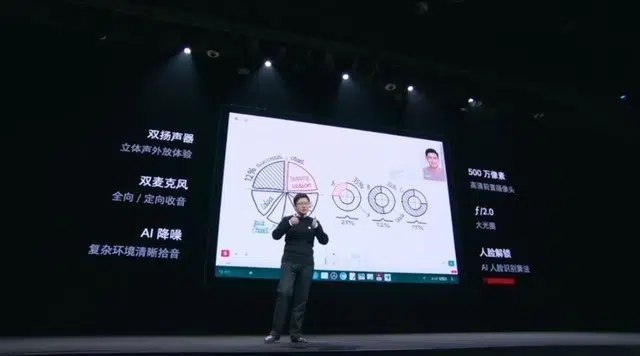 双扬声器
立体声外放体验
双麦克风
全向 / 定向收音
AI 降噪
复杂环境清晰拾音
500 万像素
高清前置摄像头
ƒ/2.0
大光圈
人脸解锁
AI 人脸识别算法